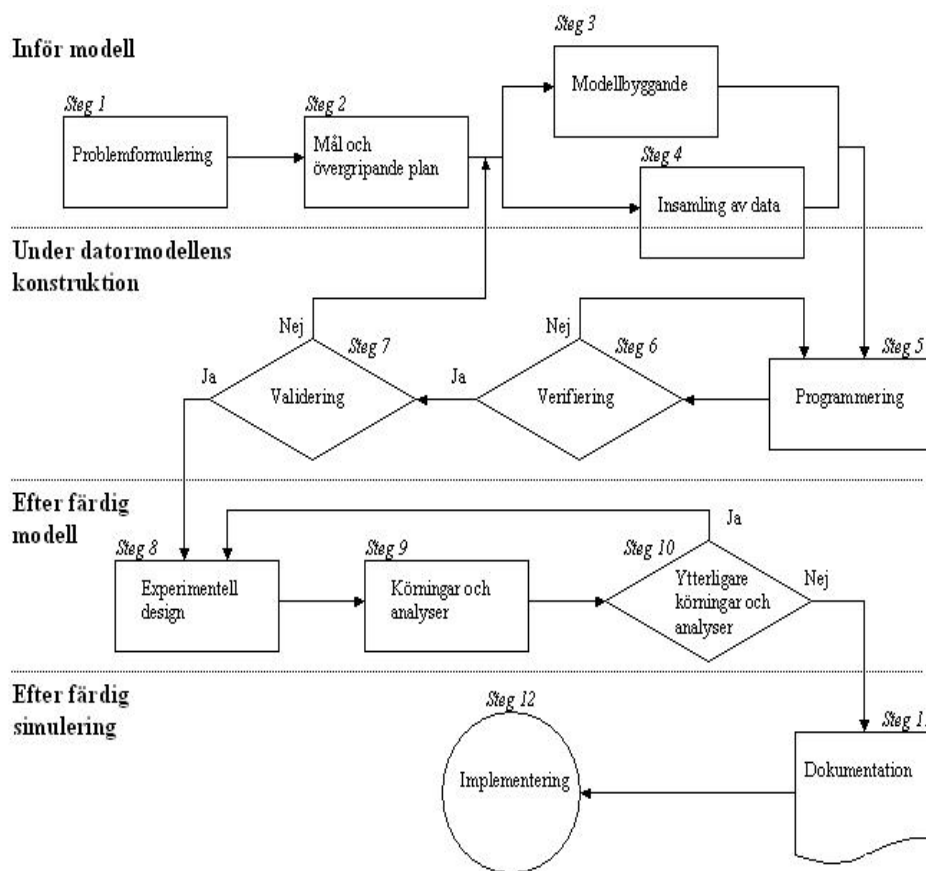 Inför modell
Steg 1
Problemformulering
Steg 2
Mål och
övergripande plan
Steg 3
Modellbyggande
Steg 4
Insamling av data
Under datormodellens
konstruktion
Nej
Steg 7
Ja
Validering
Nej
Steg 6
Ja
Verifiering
Steg 5
Programmering
Efter färdig
modell
Steg 8
Experimentell
design
Steg 9
Körningar och
analyser
Ja
Steg 10
Nej
Ytterligare
körningar och
analyser
Efter färdig
simulering
Steg 12
Implementering
Steg 11
Dokumentation